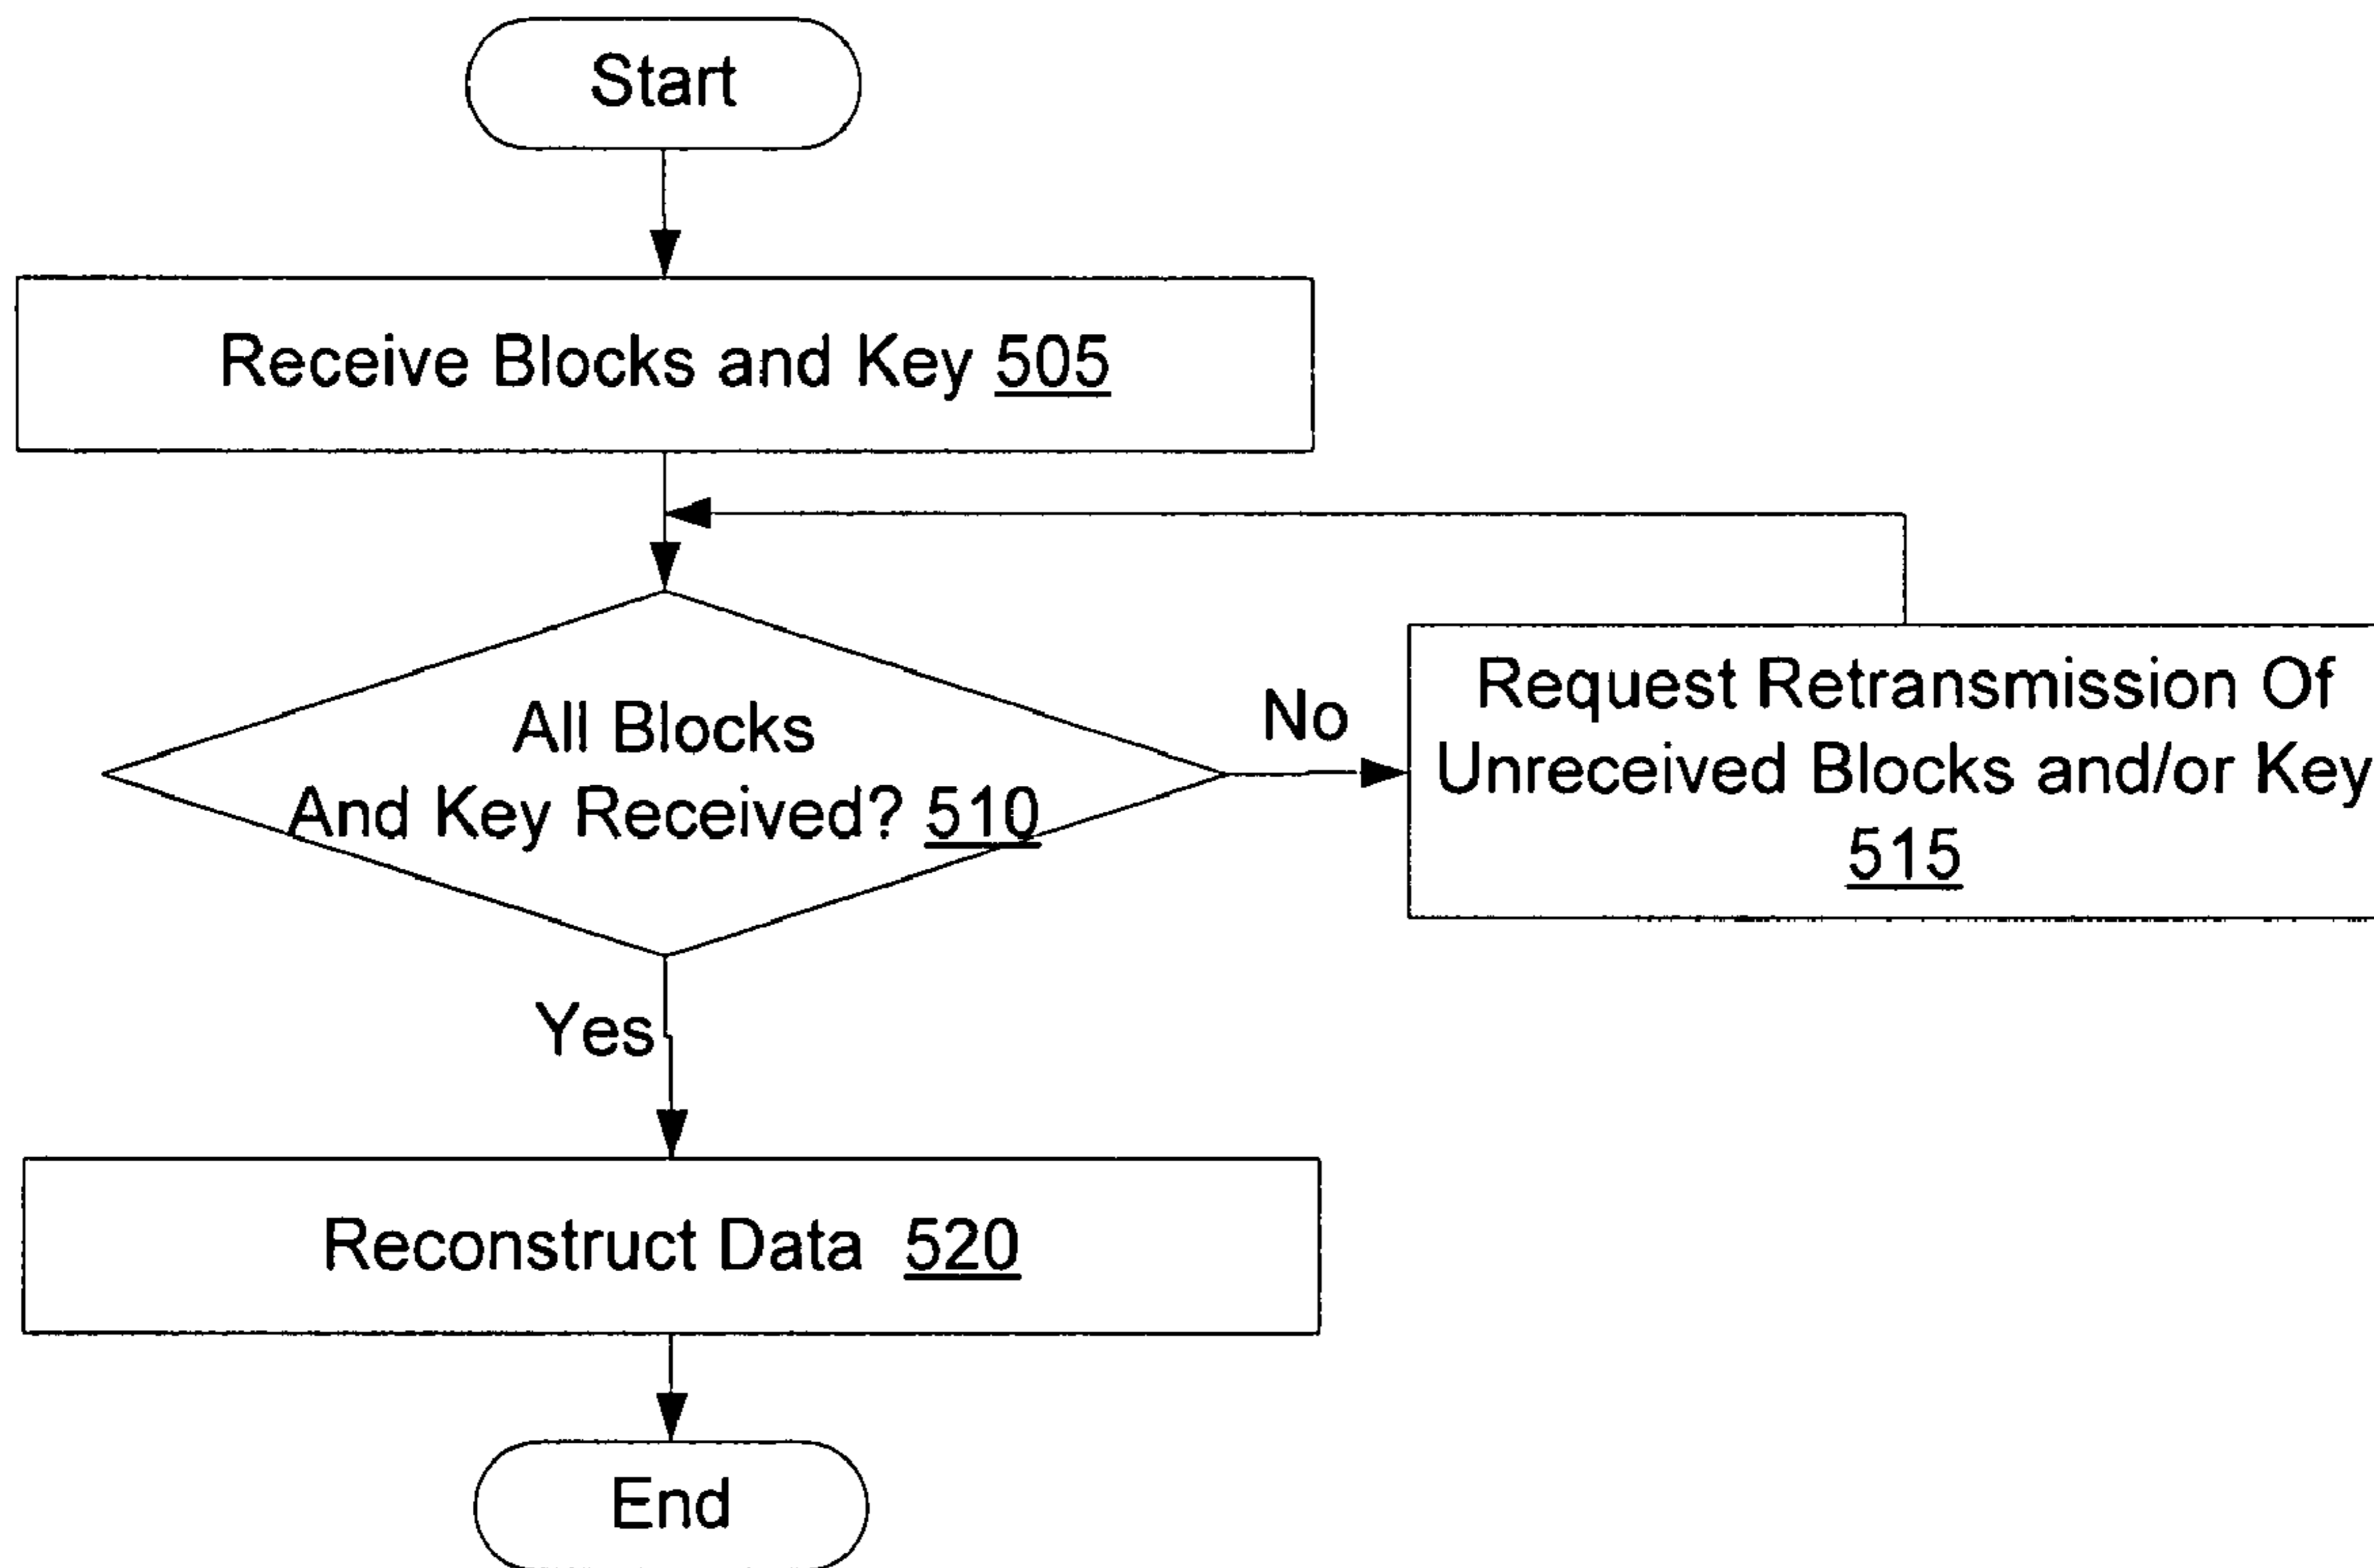 Start
Receive Blocks and Key 505
All Blocks
And Key Received? 510
No
Request Retransmission Of
Unreceived Blocks and/or Key
515
Yes
Reconstruct Data 520
End